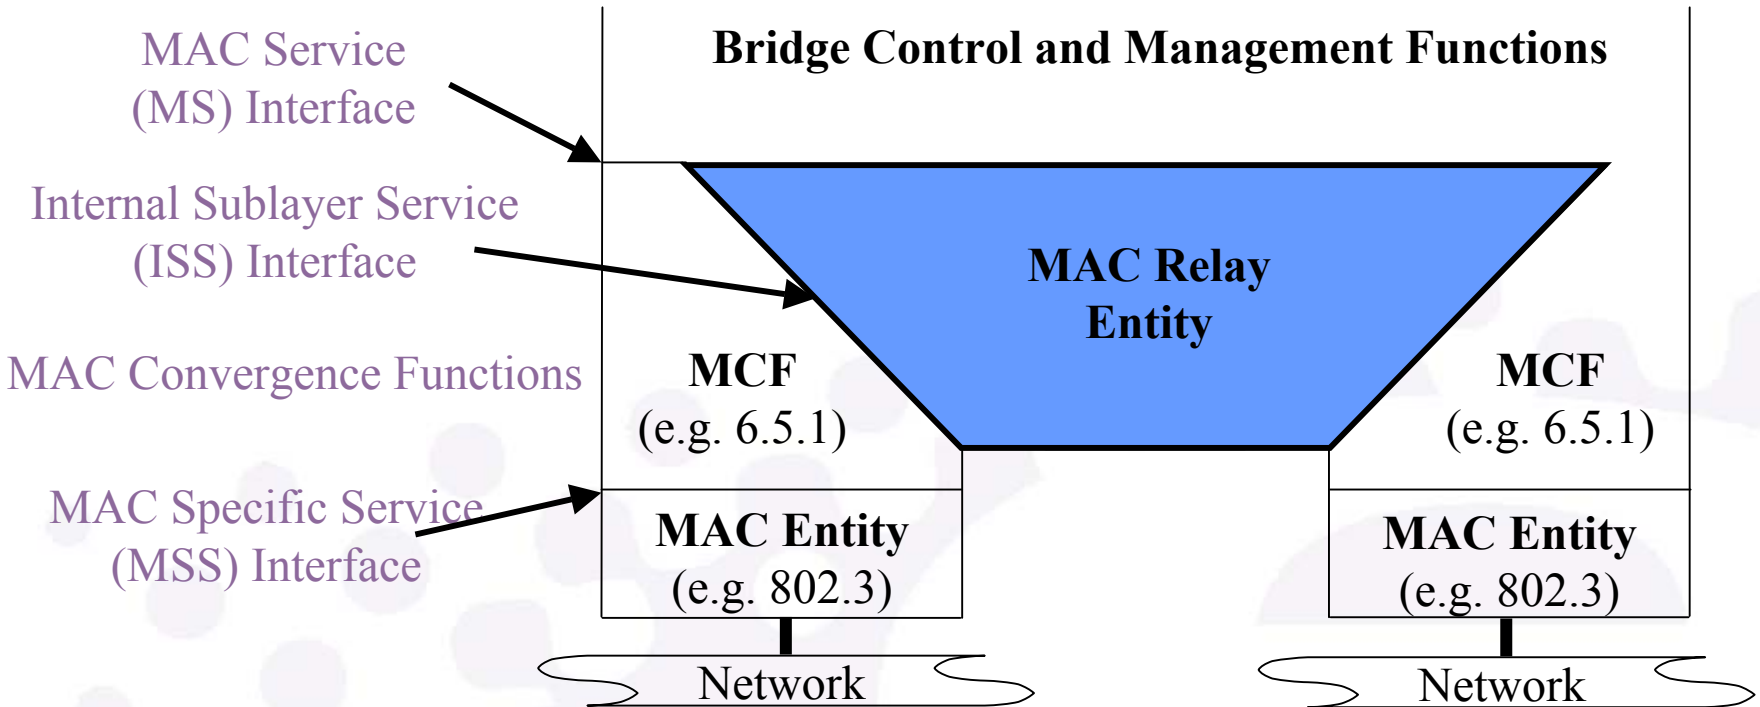 MAC Service
(MS) Interface
Bridge Control and Management Functions
Internal Sublayer Service
(ISS) Interface
MAC Relay
Entity
MAC Convergence Functions
MCF
(e.g. 6.5.1)
MCF
(e.g. 6.5.1)
MAC Specific Service
(MSS) Interface
MAC Entity
(e.g. 802.3)
MAC Entity
(e.g. 802.3)
Network
Network